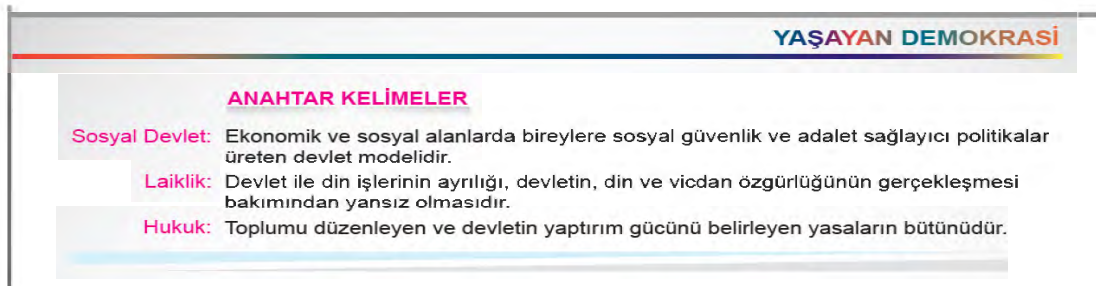 YAŞAYAN DEMOKRASİ
ANAHTAR KELİMELER
Sosyal Devlet: Ekonomik ve sosyal alanlarda bireylere sosyal güvenlik ve adalet sağlayıcı politikalar
üreten devlet modelidir.
Laiklik: Devlet ile din işlerinin ayrılığı, devletin, din ve vicdan özgürlüğünün gerçekleşmesi
bakımından yansız olmasıdır.
Hukuk: Toplumu düzenleyen ve devletin yaptırım gücünü belirleyen yasaların bütünüdür.